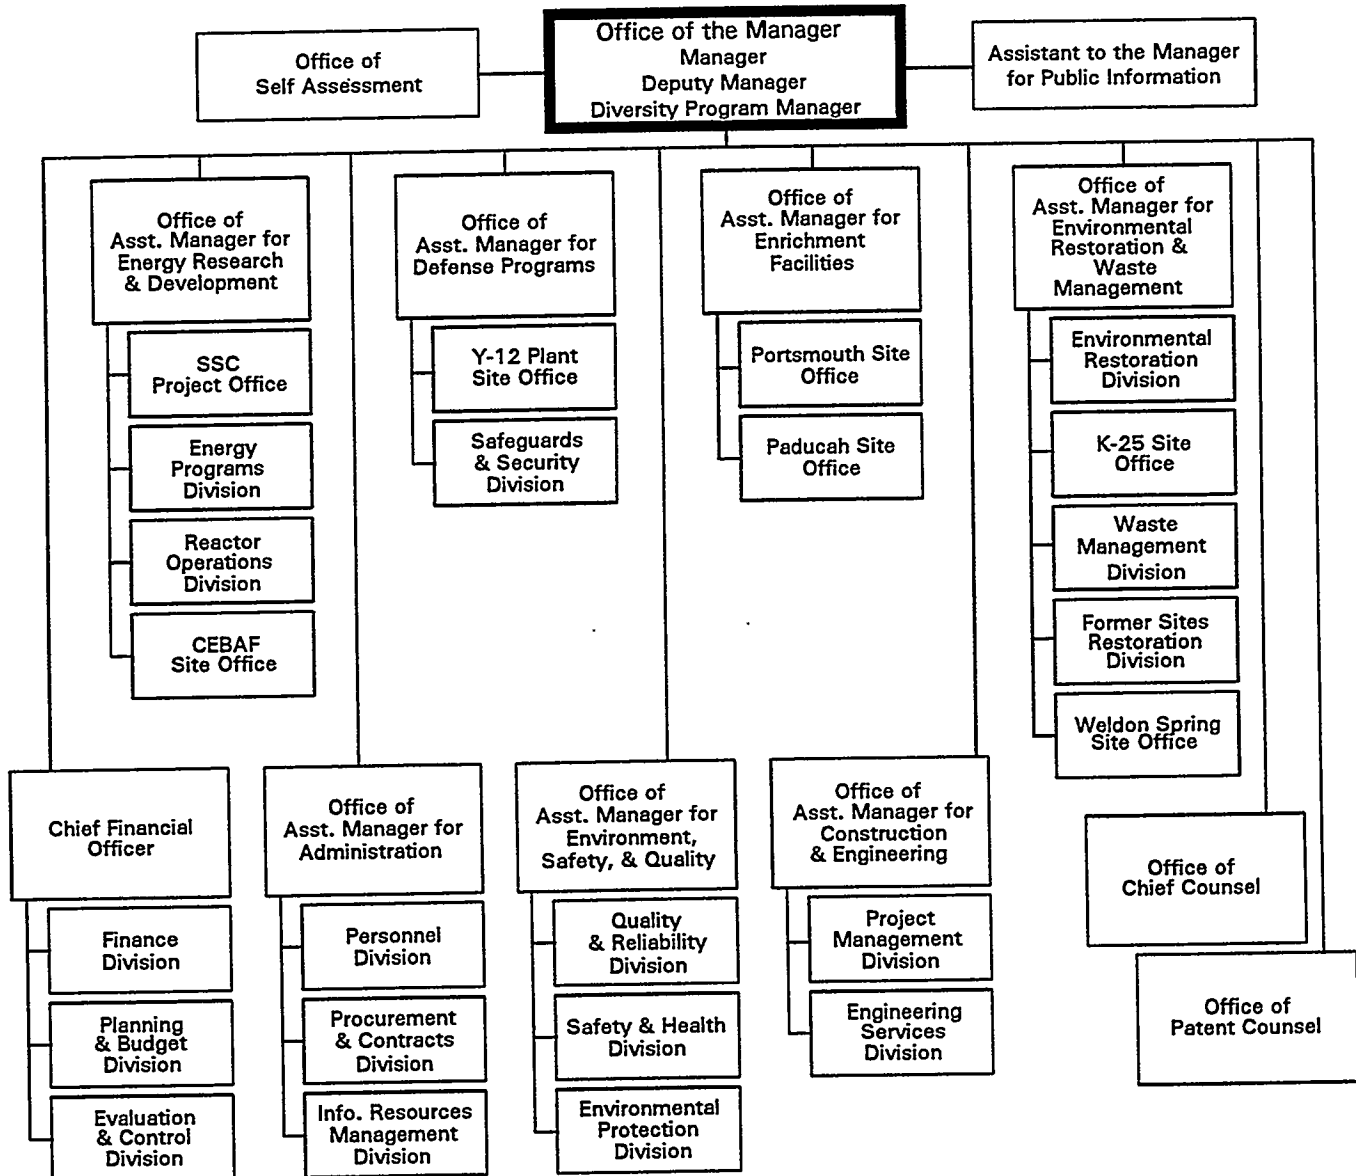 Office of
Self Assessment
Office of the Manager
Manager
Deputy Manager
Diversity Program Manager
Assistant to the Manager
for Public Information
Office of
Asst. Manager for
Energy Research
& Development
SSC
Project Office
Energy
Programs
Division
Reactor
Operations
Division
CEBAF
Site Office
Office of
Asst. Manager for
Defense Programs
Y-12 Plant
Site Office
Safeguards
& Security
Division
Office of
Asst. Manager for
Enrichment
Facilities
Portsmouth Site
Office
Paducah Site
Office
Office of
Asst. Manager for
Environmental
Restoration &
Waste
Management
Environmental
Restoration
Division
K-25 Site
Office
Waste
Management
Division
Former Sites
Restoration
Division
Weldon Spring
Site Office
Chief Financial
Officer
Finance
Division
Planning
& Budget
Division
Evaluation
& Control
Division
Office of
Asst. Manager for
Administration
Personnel
Division
Procurement
& Contracts
Division
Info. Resources
Management
Division
Office of
Asst. Manager for
Environment,
Safety, & Quality
Quality
& Reliability
Division
Safety & Health
Division
Environmental
Protection
Division
Office of
Asst. Manager for
Construction
& Engineering
Project
Management
Division
Engineering
Services
Division
Office of
Chief Counsel
Office of
Patent Counsel